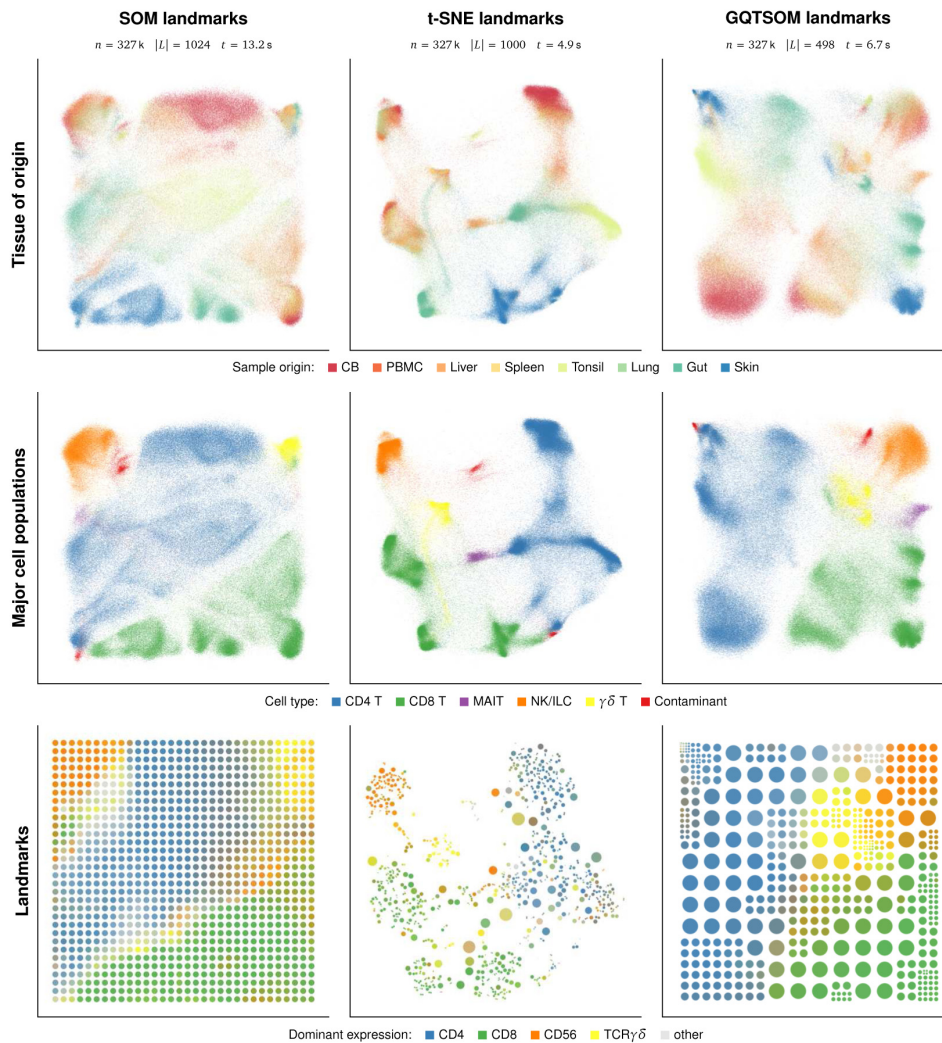 SOM landmarks
t-SNE landmarks
GQTSOM landmarks
n = 327 k |L| = 1024 t = 13.2 s
n = 327 k |L| = 1000 t = 4.9 s
n = 327 k |L| = 498 t = 6.7 s
Tissue of origin
Sample origin: CB PBMC Liver Spleen Tonsil Lung Gut Skin
Major cell populations
Cell type: CD4 T CD8 T MAIT NK/ILC γδ T Contaminant
Landmarks
Dominant expression: CD4 CD8 CD56 TCRγδ other